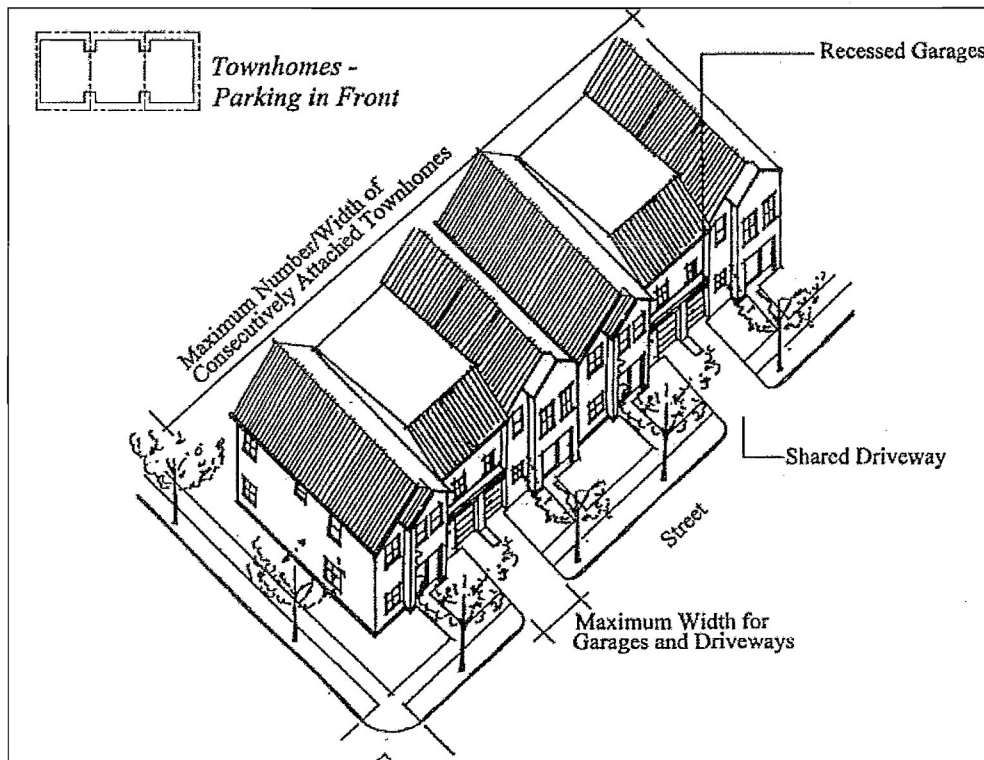 Townhomes -
Parking in Front
Recessed Garages
Maximum Number/Width of
Consecutively Attached Townhomes
Shared Driveway
Street
Maximum Width for
Garages and Driveways